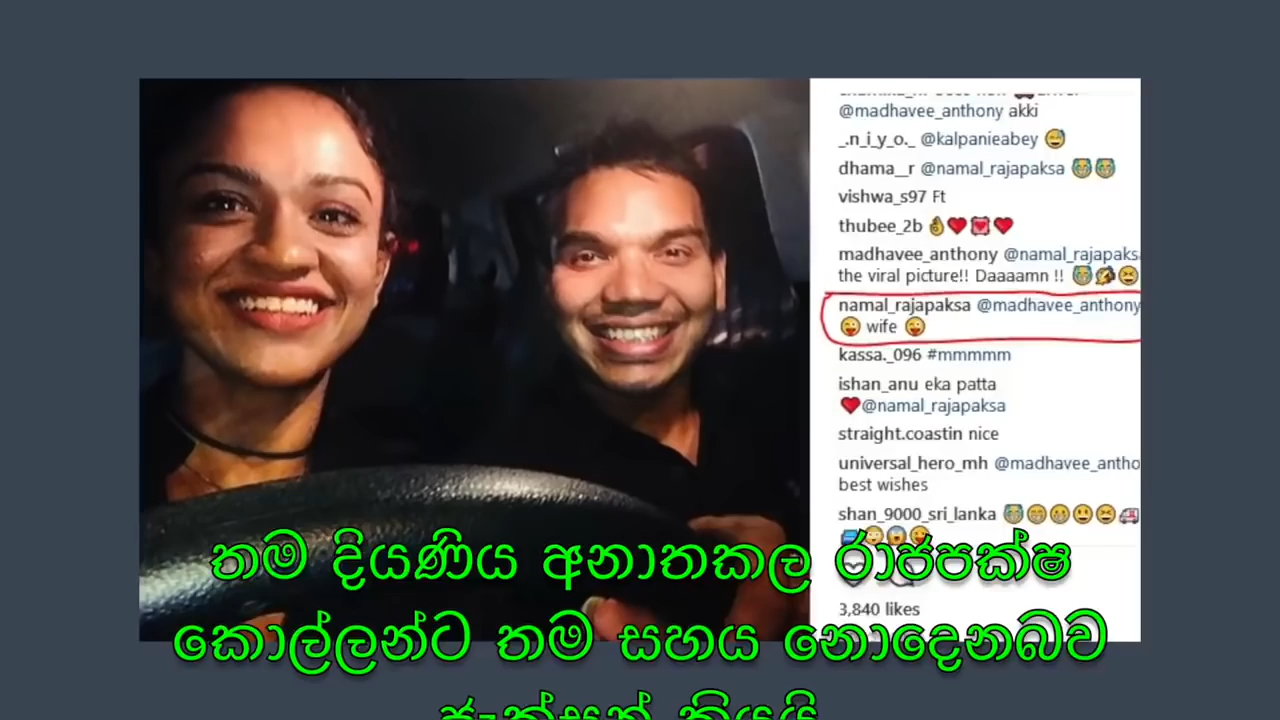 @madhavee_anthony akki
_.n_i_y_o._ @kalpanieabey 😅
dhama__r @namal_rajapaksa 😂😂
vishwa_s97 Ft
thubee_2b 👌❤️💟❤️
madhavee_anthony @namal_rajapaks
the viral picture!! Daaaamn !! 😂🤣😆
namal_rajapaksa @madhavee_anthony
😜 wife 😜
kassa._096 #mmmmm
ishan_anu eka patta
❤️@namal_rajapaksa
straight.coastin nice
universal_hero_mh @madhavee_antho
best wishes
shan_9000_sri_lanka 😂😁😬😃😆🚑
තම දියණිය අනාතකල රාජපක්ෂ
3,840 likes
කොල්ලන්ට තම සහය නොදෙනබව
ජැක්සන් කියයි